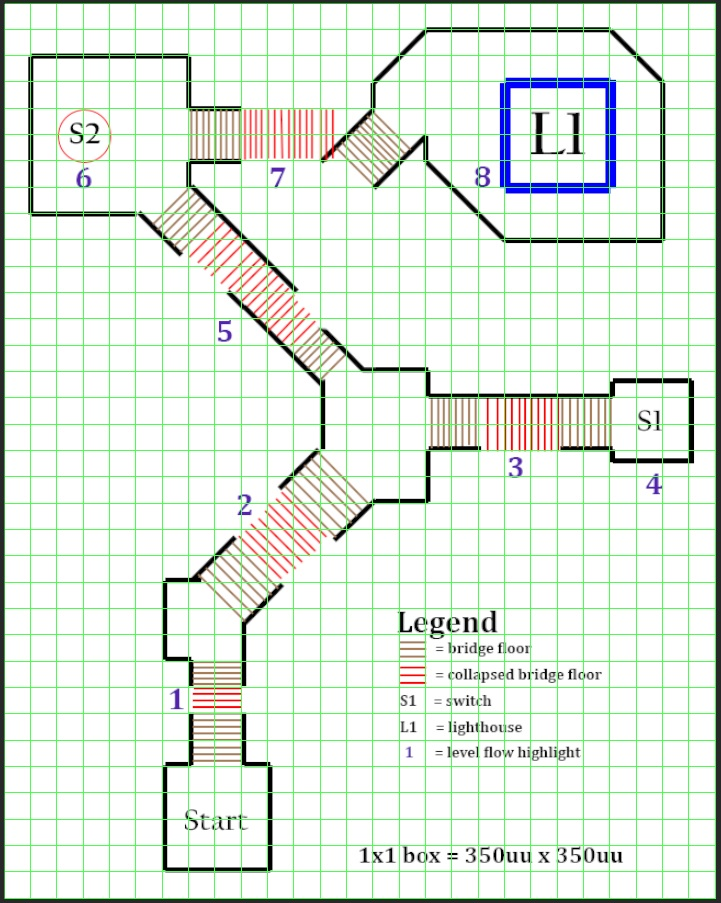 S2
6
7
L1
8
5
S1
3
4
2
1
Legend
= bridge floor
= collapsed bridge floor
S1 = switch
L1 = lighthouse
1 = level flow highlight
Start
1x1 box = 350uu x 350uu